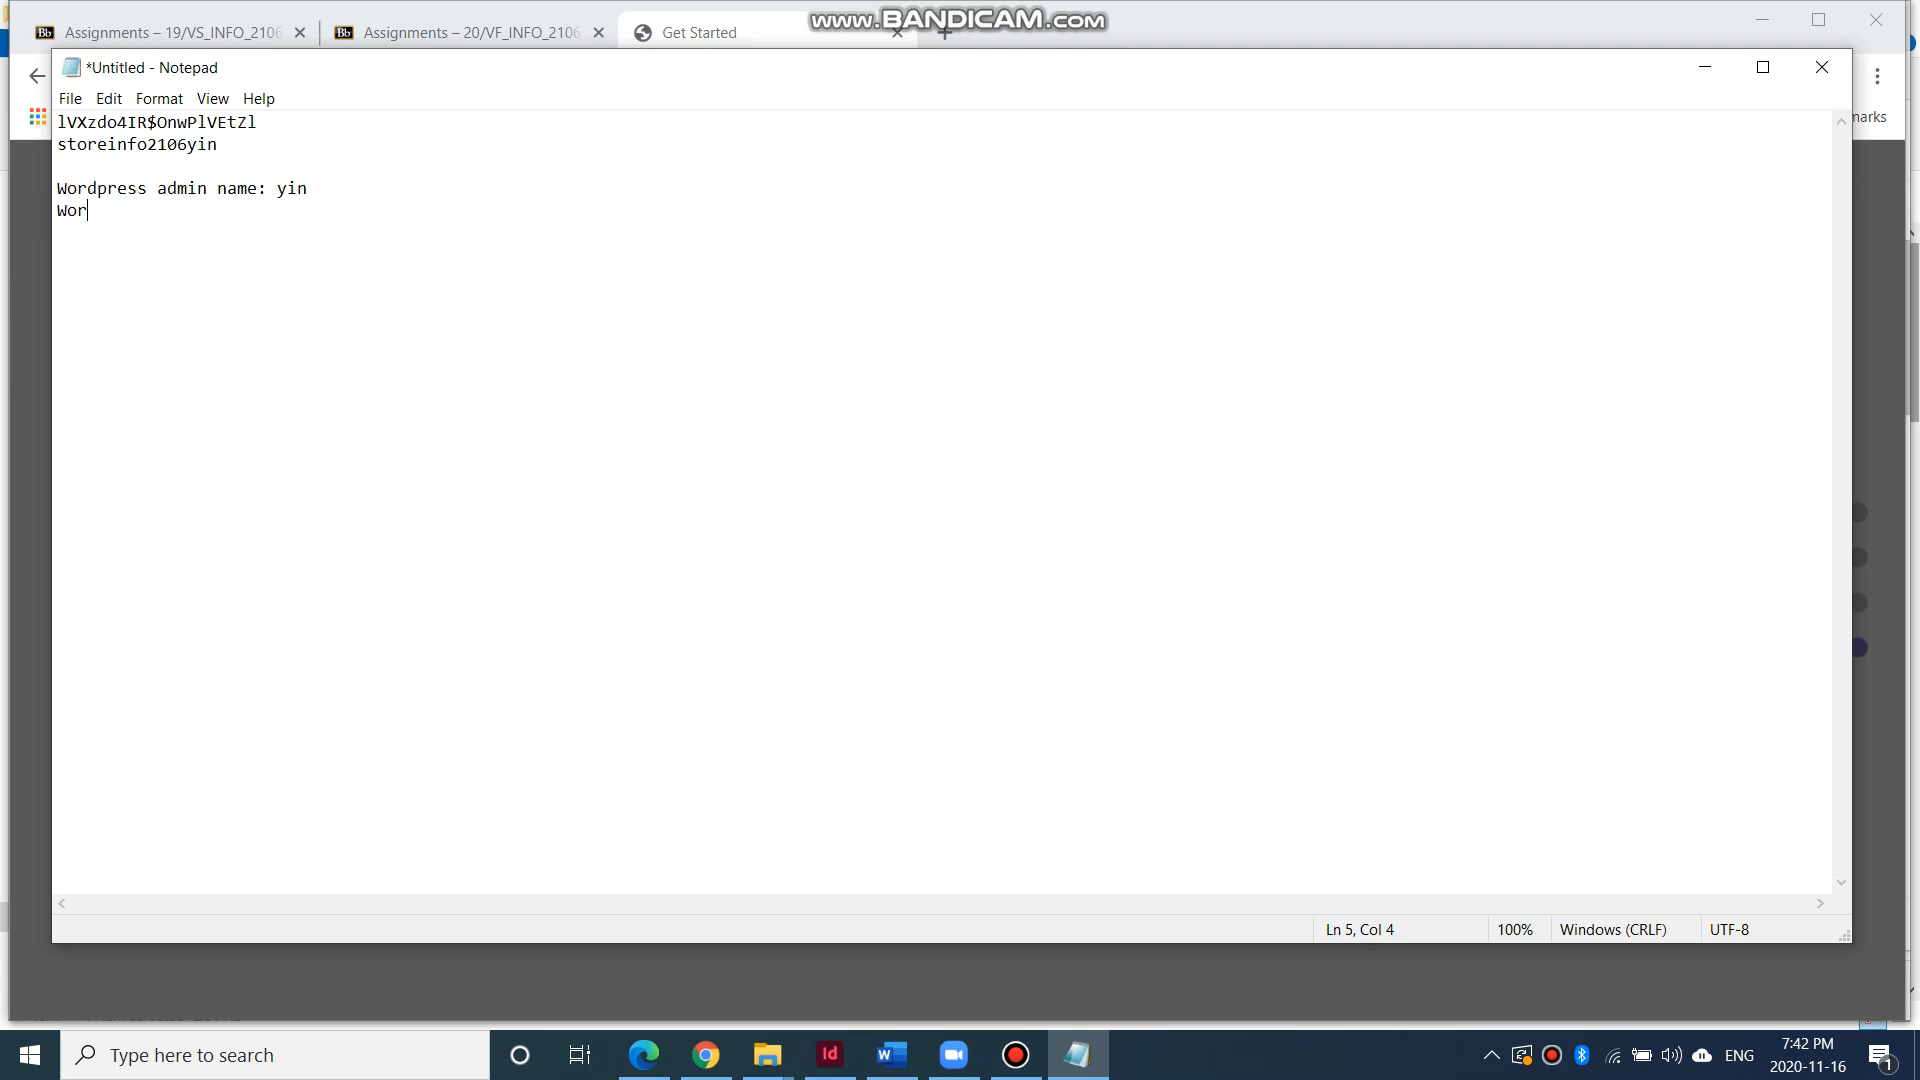 www.BANDICAM.com
Assignments – 19/VS_INFO_2106
Assignments – 20/VF_INFO_2106
Get Started
*Untitled - Notepad
File Edit Format View Help
marks
lVXzdo4IR$OnwPlVEtZl
storeinfo2106yin
Wordpress admin name: yin
Wor
Ln 5, Col 4
100%
Windows (CRLF)
UTF-8
Type here to search
ENG
7:42 PM
2020-11-16
1